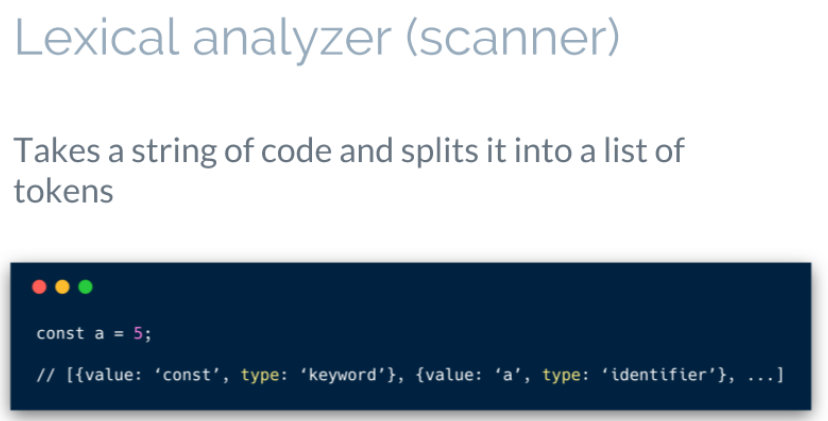 Lexical analyzer (scanner)
Takes a string of code and splits it into a list of
tokens
const a = 5;
// [{value: ‘const’, type: ‘keyword’}, {value: ‘a’, type: ‘identifier’}, ...]